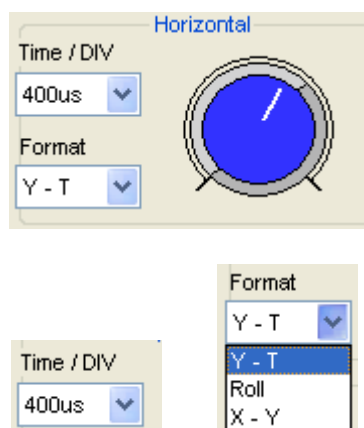 Horizontal
Time / DIV
400us
Format
Y - T
Format
Y - T
Y - T
Roll
X - Y
Time / DIV
400us